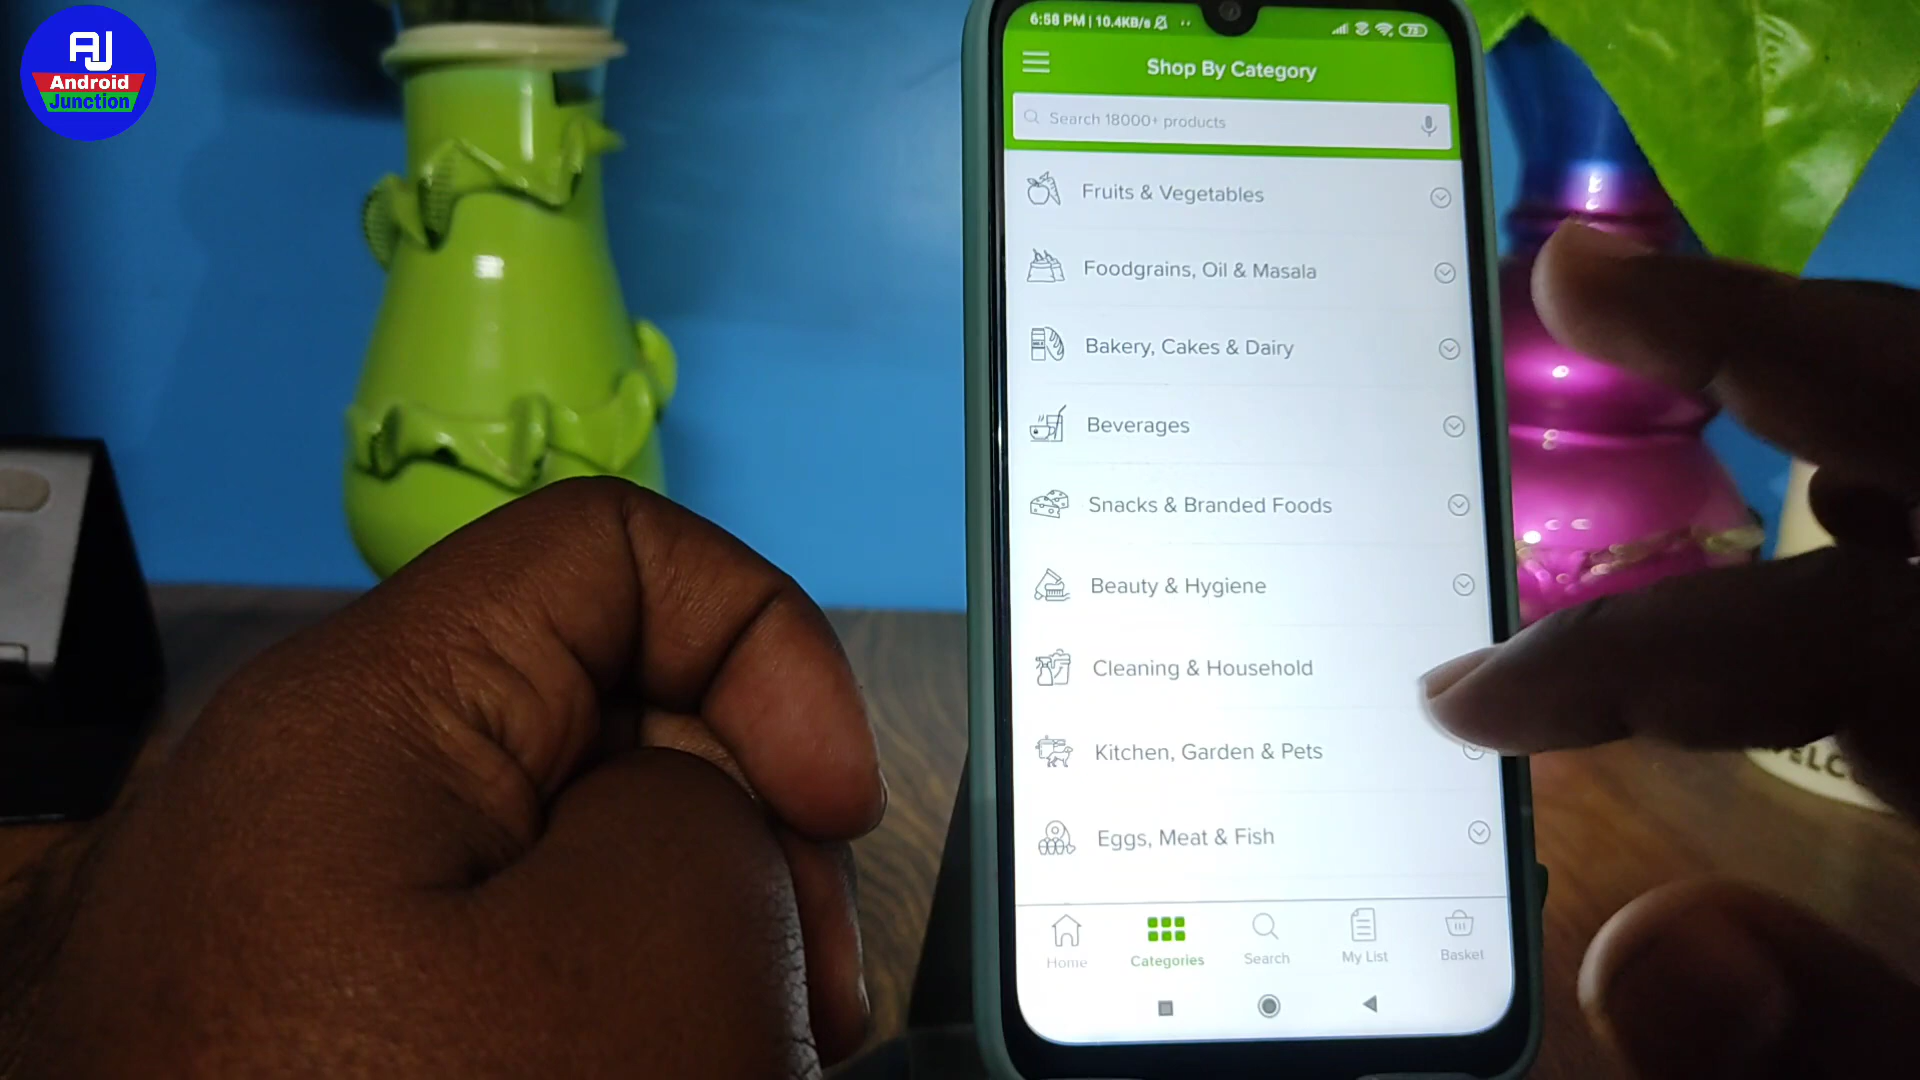 AJ
Android
Junction
6:58 PM | 10.4KB/s
73
Shop By Category
Search 18000+ products
Fruits & Vegetables
Foodgrains, Oil & Masala
Bakery, Cakes & Dairy
Beverages
Snacks & Branded Foods
Beauty & Hygiene
Cleaning & Household
Kitchen, Garden & Pets
Eggs, Meat & Fish
Home
Categories
Search
My List
Basket